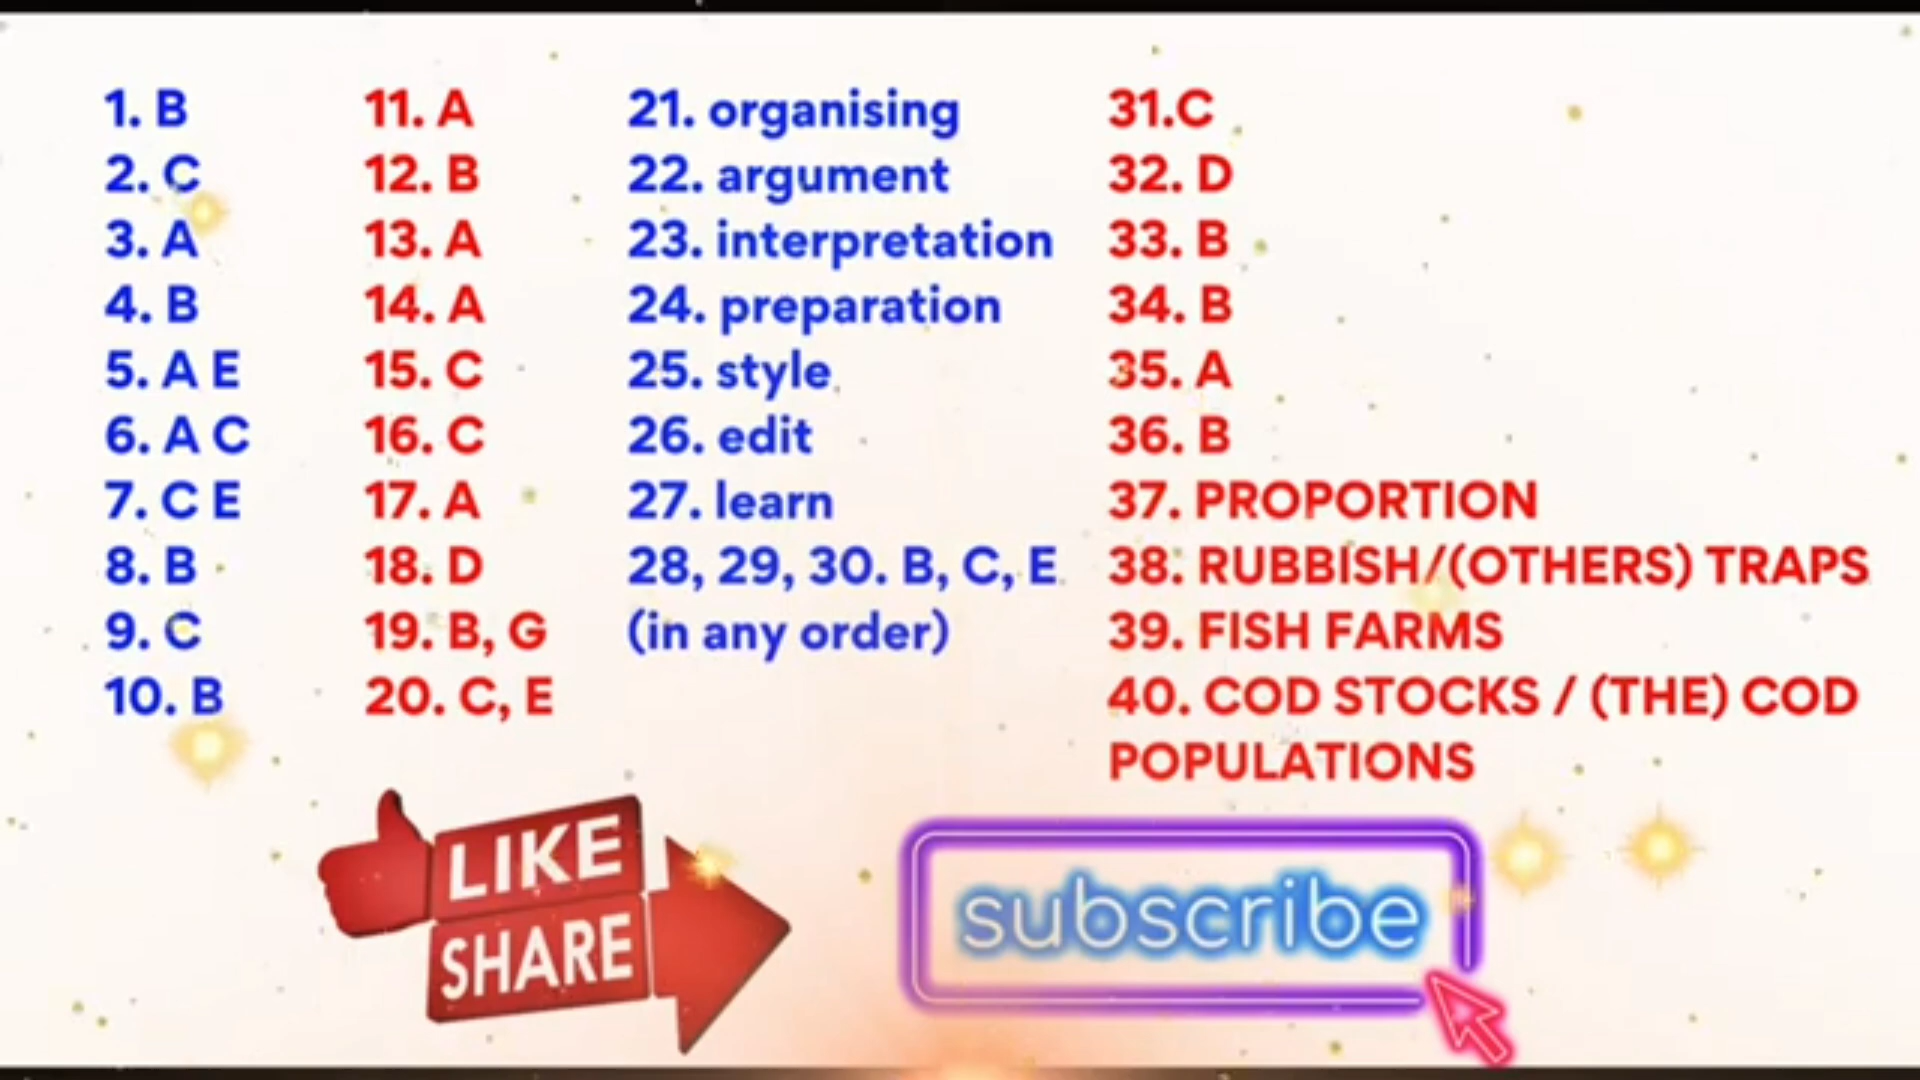 1. B
2. C
3. A
4. B
5. A E
6. A C
7. C E
8. B
9. C
10. B
11. A
12. B
13. A
14. A
15. C
16. C
17. A
18. D
19. B, G
20. C, E
21. organising
22. argument
23. interpretation
24. preparation
25. style
26. edit
27. learn
28, 29, 30. B, C, E
(in any order)
31.C
32. D
33. B
34. B
35. A
36. B
37. PROPORTION
38. RUBBISH/(OTHERS) TRAPS
39. FISH FARMS
40. COD STOCKS / (THE) COD
POPULATIONS
LIKE
SHARE
subscribe